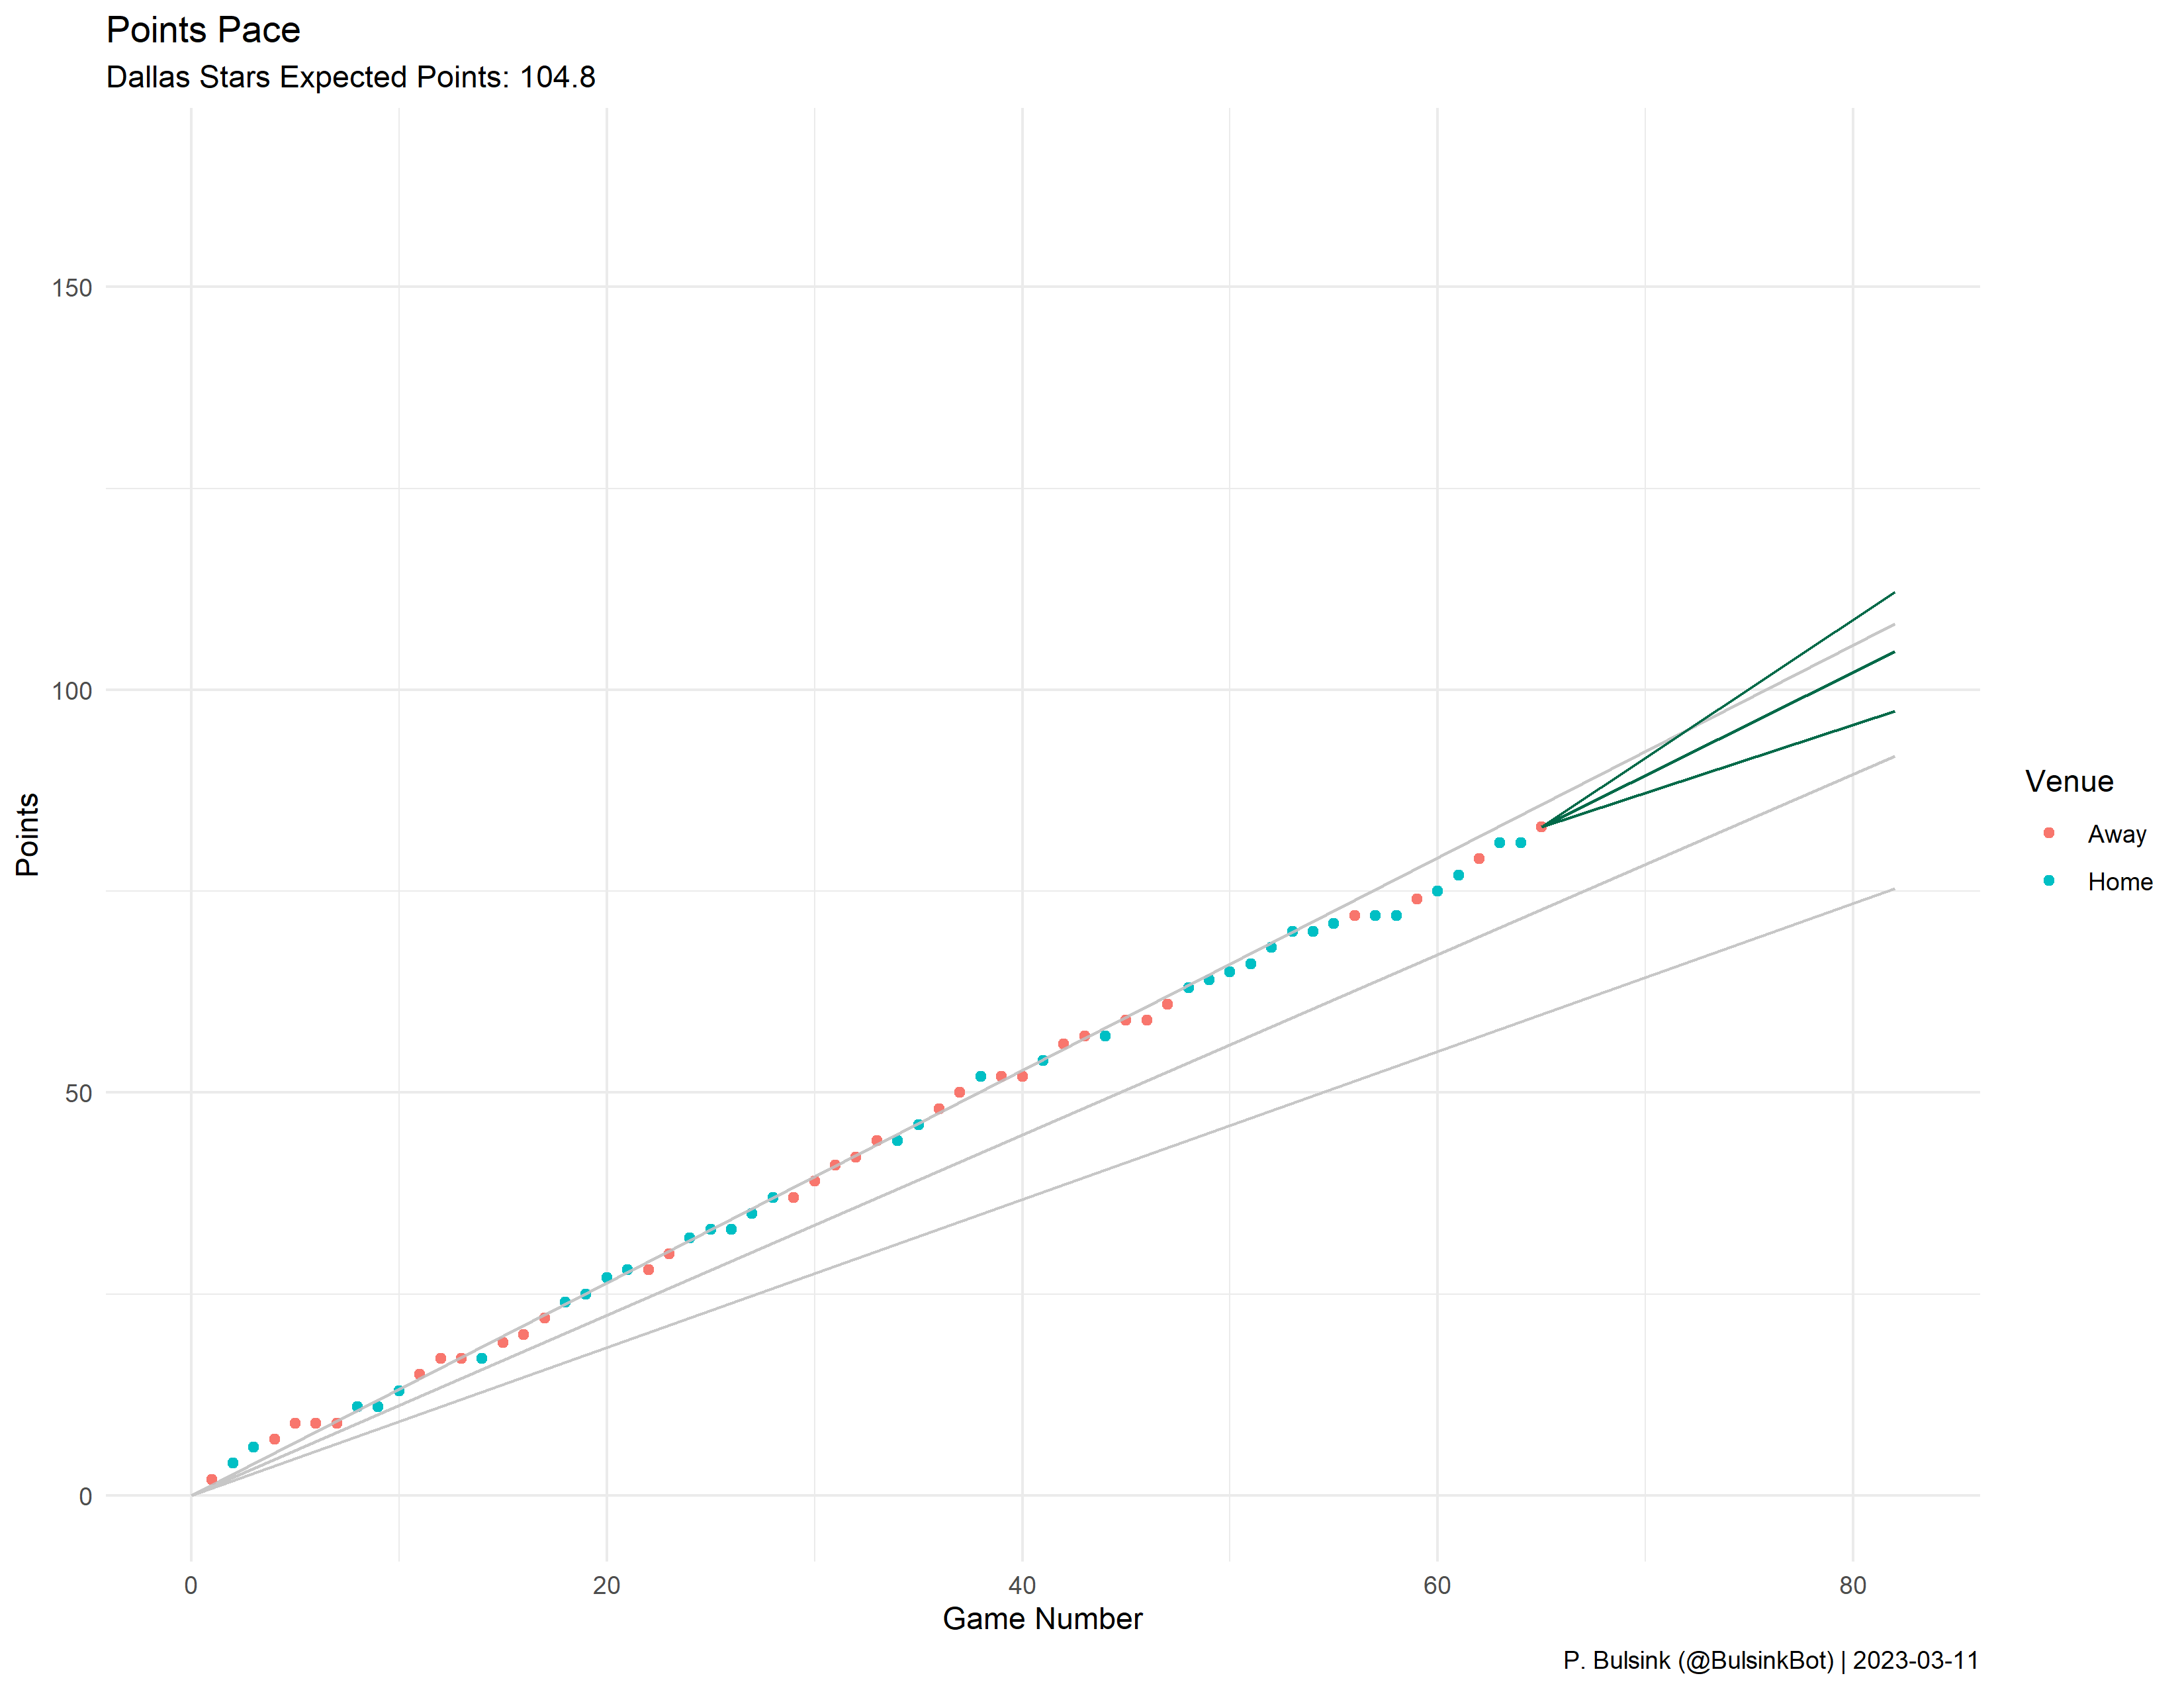 Points Pace
Dallas Stars Expected Points: 104.8
150
100
50
0
Points
0 20 40 60 80
Game Number
Venue
Away
Home
P. Bulsink (@BulsinkBot) | 2023-03-11